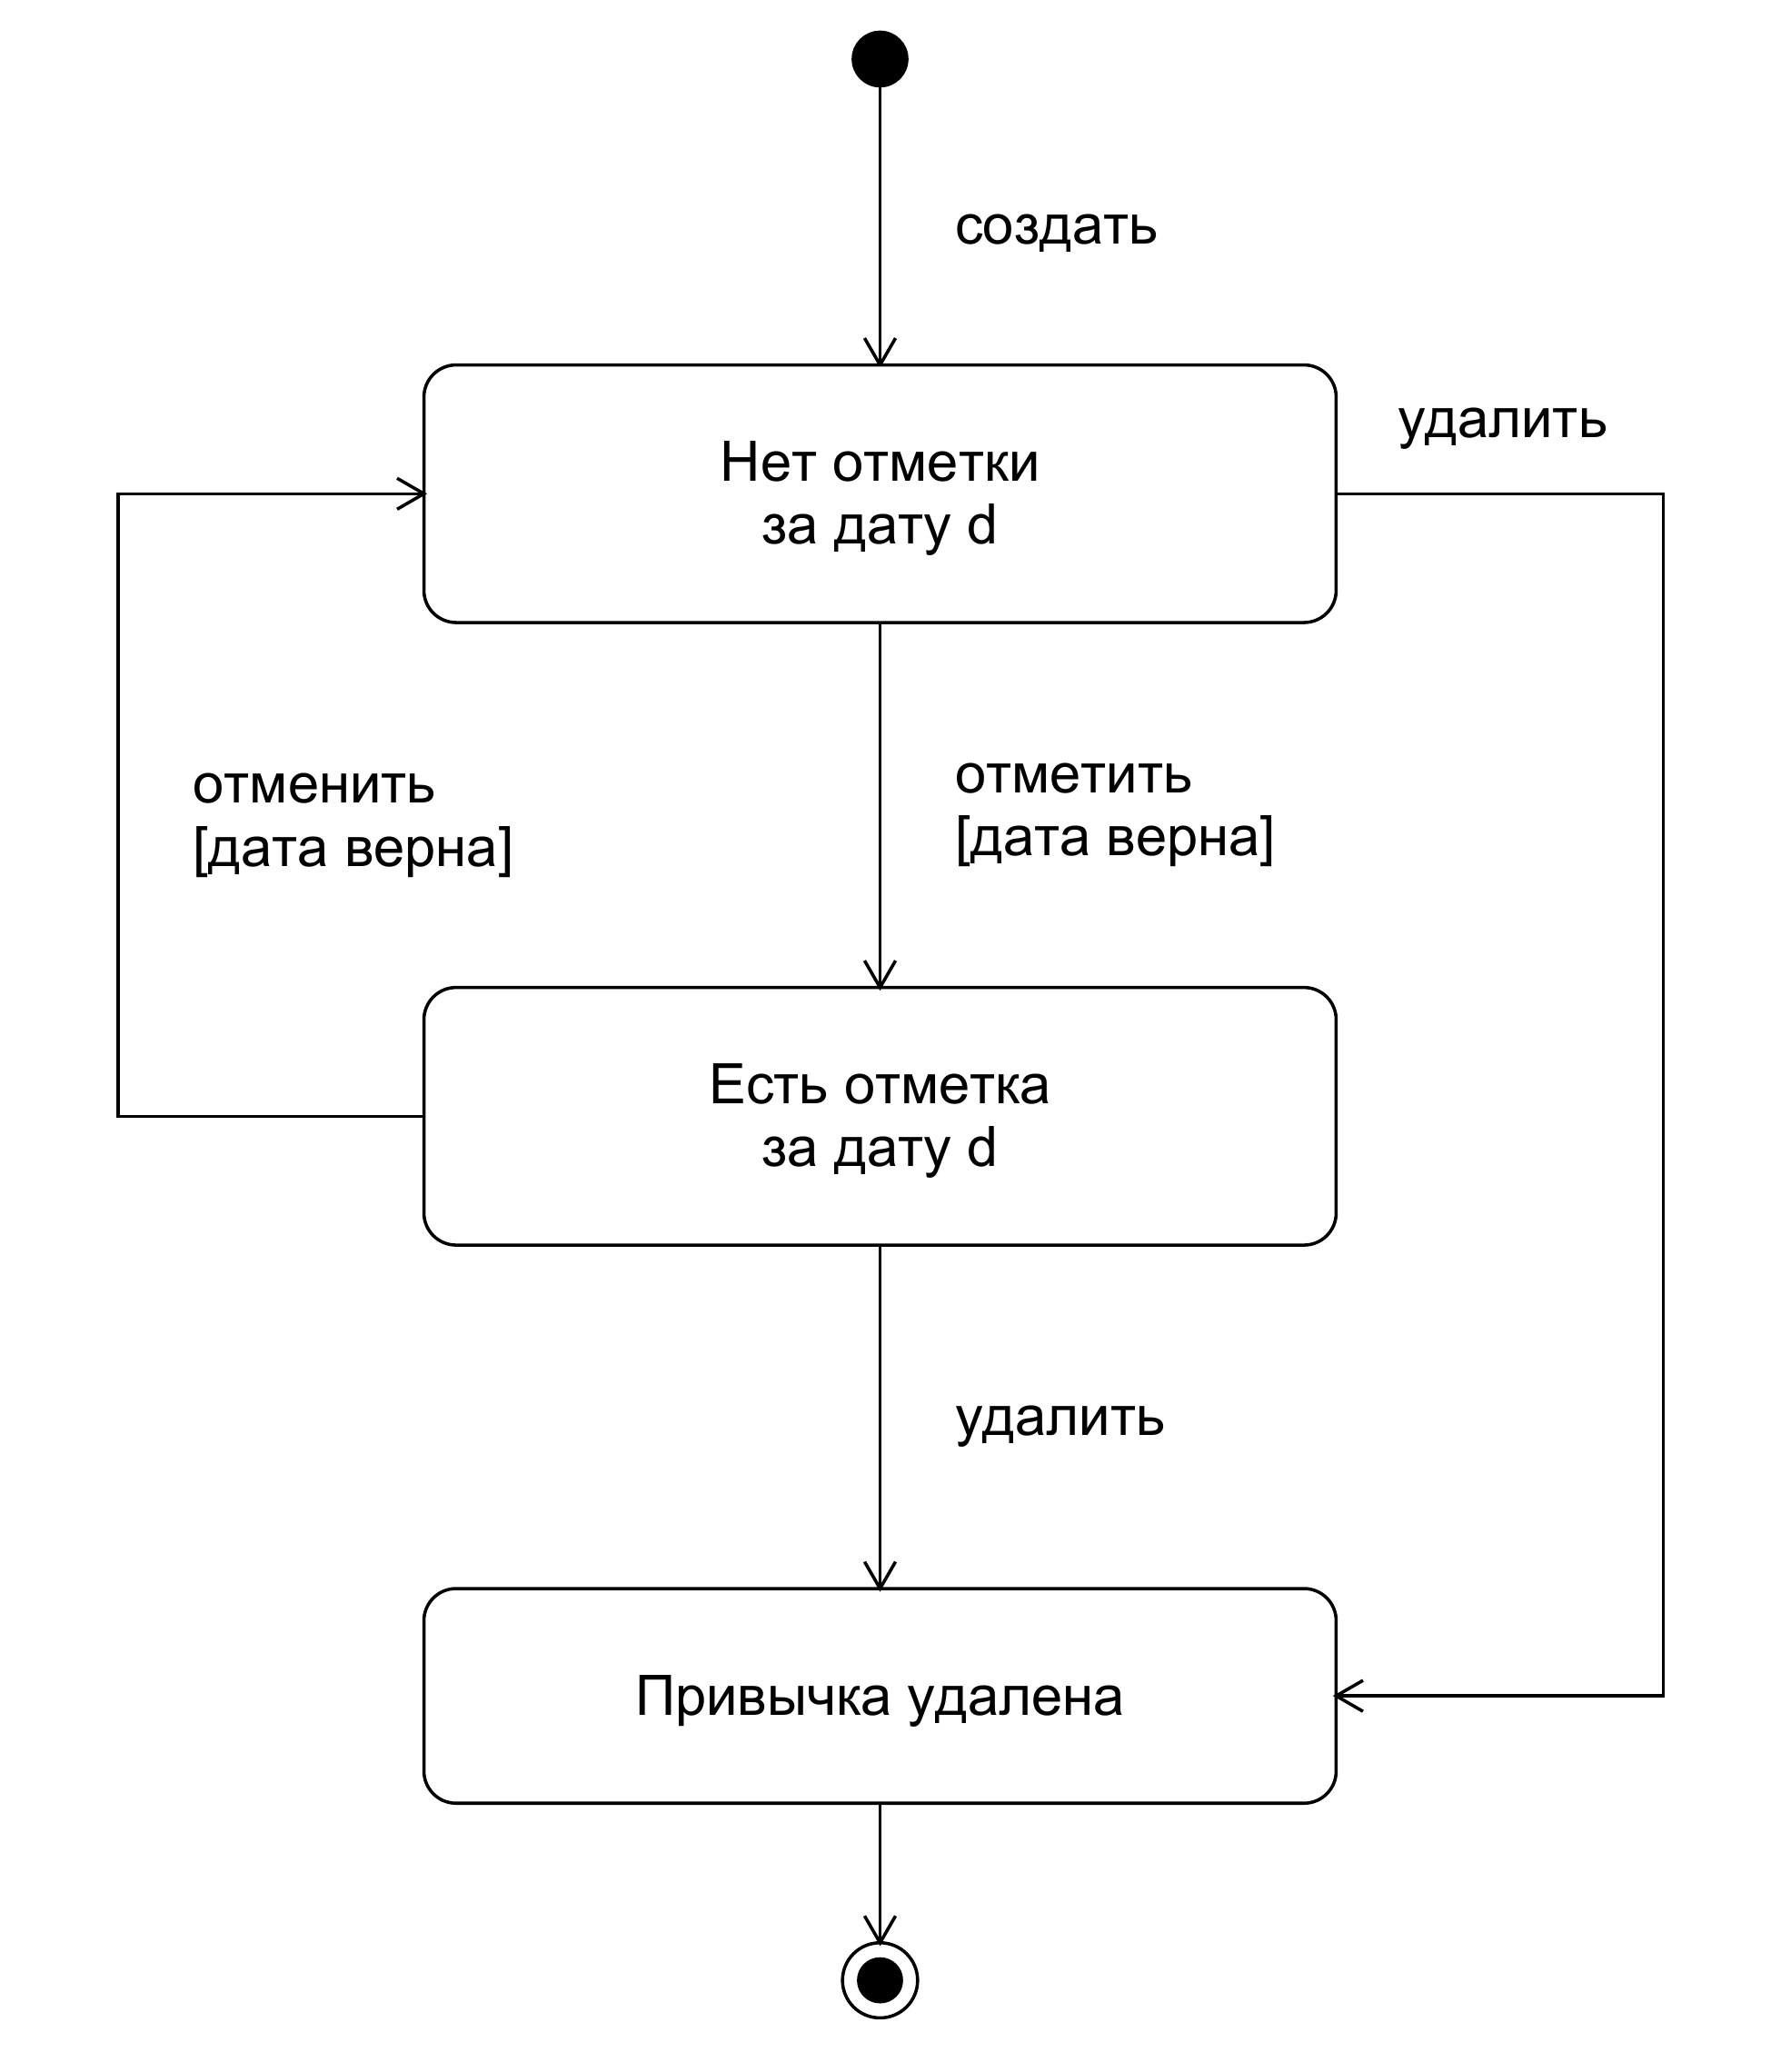 создать
Нет отметки
за дату d
удалить
отменить
[дата верна]
отметить
[дата верна]
Есть отметка
за дату d
удалить
Привычка удалена